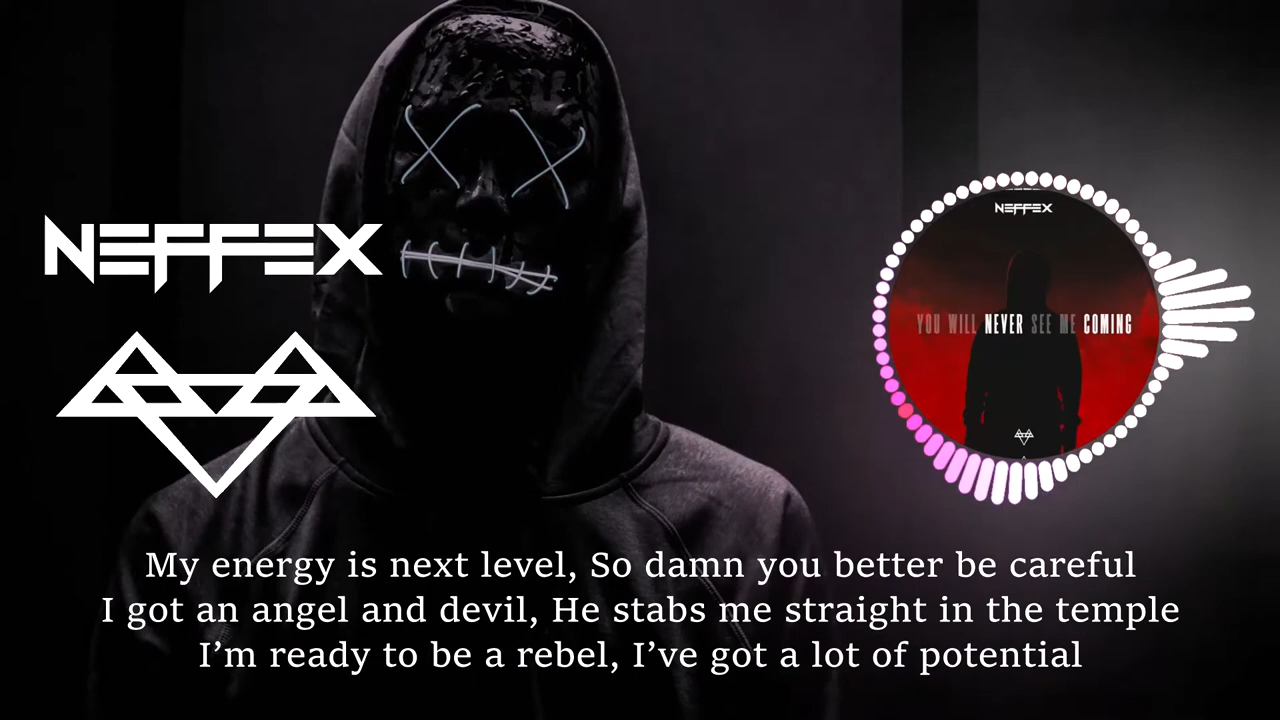 NEFFEX
NEFFEX
YOU WILL NEVER SEE ME COMING
My energy is next level, So damn you better be careful
I got an angel and devil, He stabs me straight in the temple
I’m ready to be a rebel, I’ve got a lot of potential